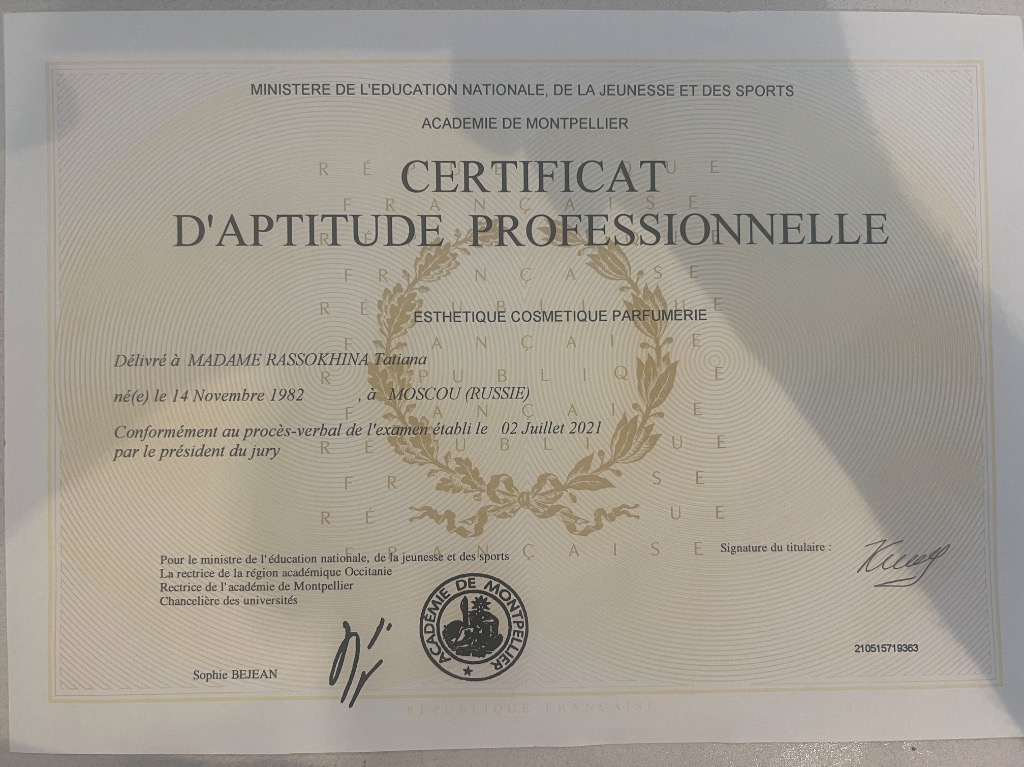 MINISTERE DE L'EDUCATION NATIONALE, DE LA JEUNESSE ET DES SPORTS
ACADEMIE DE MONTPELLIER
CERTIFICAT
D'APTITUDE PROFESSIONNELLE
ESTHETIQUE COSMETIQUE PARFUMERIE
Délivré à MADAME RASSOKHINA Tatiana
né(e) le 14 Novembre 1982 , à MOSCOU (RUSSIE)
Conformément au procès-verbal de l'examen établi le 02 Juillet 2021
par le président du jury
Pour le ministre de l'éducation nationale, de la jeunesse et des sports
La rectrice de la région académique Occitanie
Rectrice de l'académie de Montpellier
Chancelière des universités
Signature du titulaire :
ACADÉMIE DE MONTPELLIER
Sophie BEJEAN
210515719363
RÉPUBLIQUE FRANÇAISE